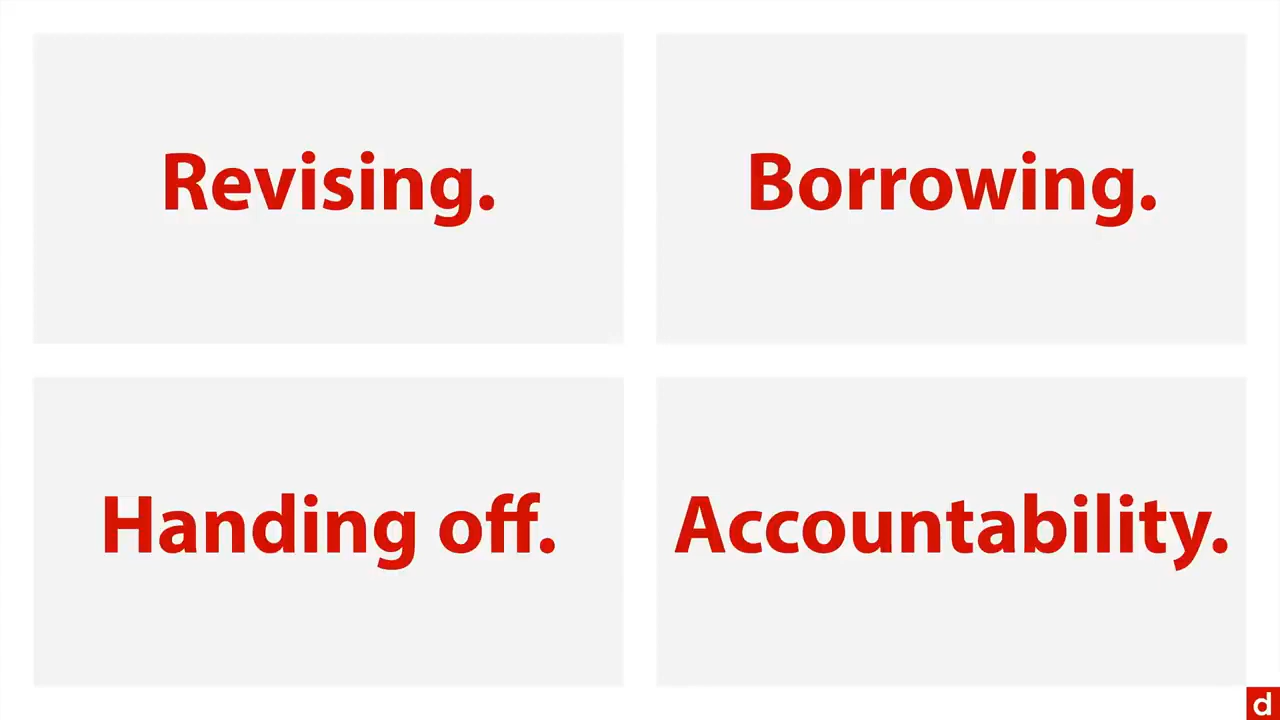 Revising.
Borrowing.
Handing off.
Accountability.
d